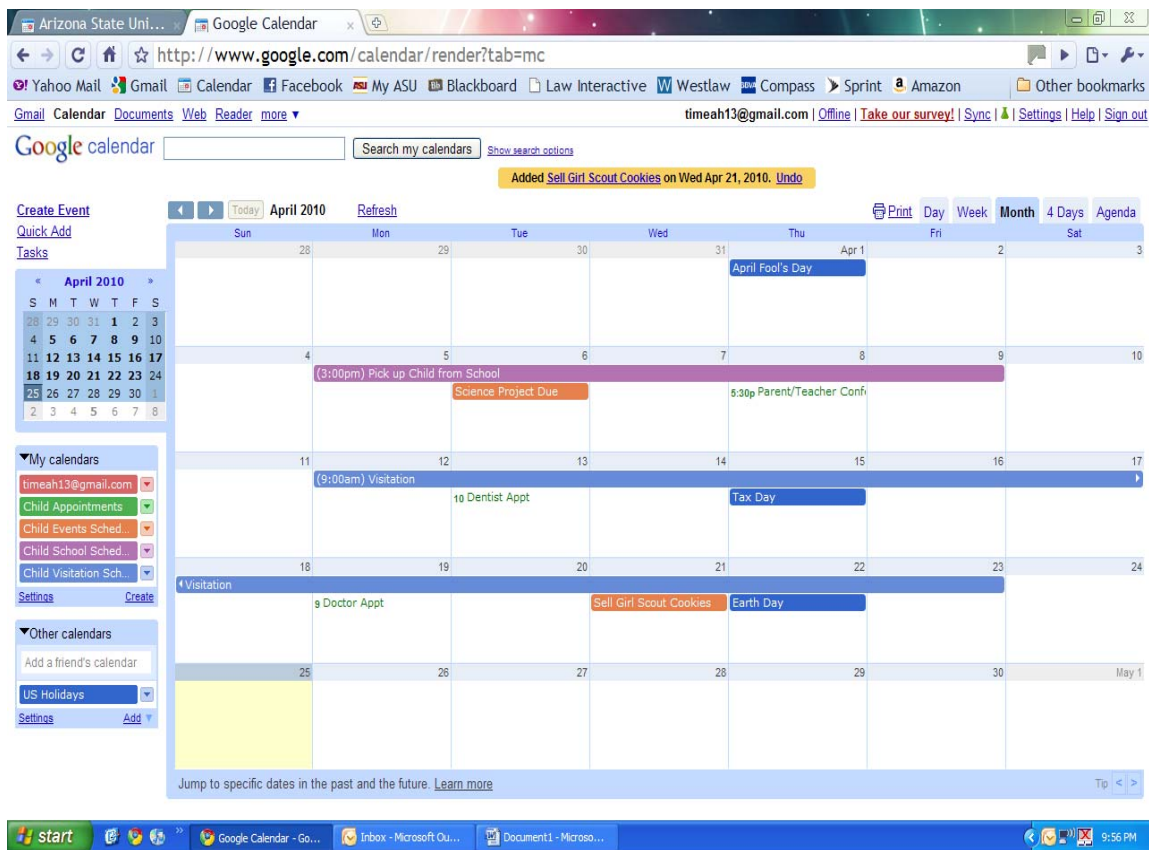 Arizona State Uni... Google Calendar
http://www.google.com/calendar/render?tab=mc
Yahoo Mail Gmail Calendar Facebook My ASU Blackboard Law Interactive Westlaw Compass Sprint Amazon Other bookmarks
Gmail Calendar Documents Web Reader more ▼ timeah13@gmail.com | Offline | Take our survey! | Sync | | Settings | Help | Sign out
Google calendar Search my calendars Show search options
Added Sell Girl Scout Cookies on Wed Apr 21, 2010. Undo
Create Event
Quick Add
Tasks
« April 2010 »
S M T W T F S
28 29 30 31 1 2 3
4 5 6 7 8 9 10
11 12 13 14 15 16 17
18 19 20 21 22 23 24
25 26 27 28 29 30 1
2 3 4 5 6 7 8
My calendars
timeah13@gmail.com
Child Appointments
Child Events Sched...
Child School Sched...
Child Visitation Sch...
Settings Create
Other calendars
Add a friend's calendar
US Holidays
Settings Add
Today April 2010 Refresh Print Day Week Month 4 Days Agenda
Sun Mon Tue Wed Thu Fri Sat
28 29 30 31 Apr 1 2 3
April Fool's Day
4 5 6 7 8 9 10
(3:00pm) Pick up Child from School
Science Project Due 5:30p Parent/Teacher Conf
11 12 13 14 15 16 17
(9:00am) Visitation
10 Dentist Appt Tax Day
18 19 20 21 22 23 24
Visitation
9 Doctor Appt Sell Girl Scout Cookies Earth Day
25 26 27 28 29 30 May 1
Jump to specific dates in the past and the future. Learn more Tip < >
start Google Calendar - Go... Inbox - Microsoft Ou... Document1 - Microso... 9:56 PM